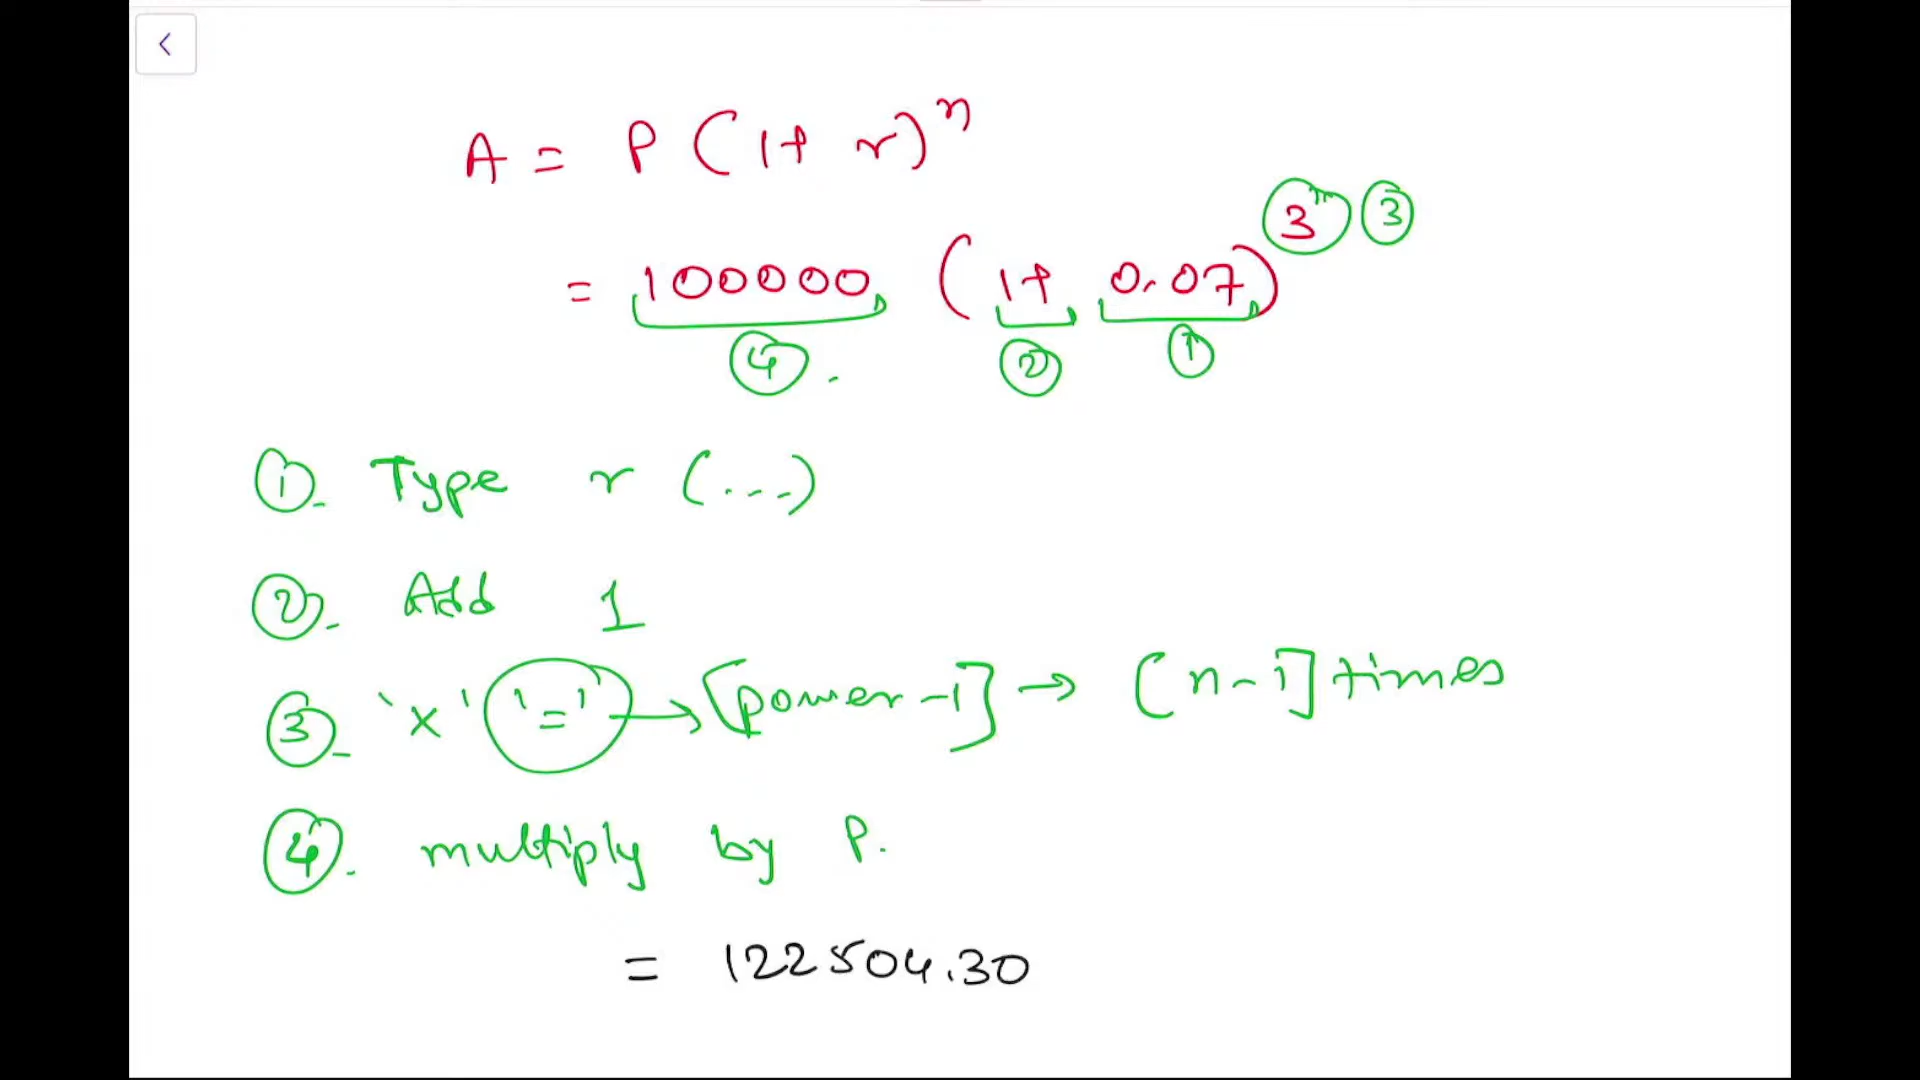 A = P (1+ r)^n
= 100000 (1+ 0.07)^3 ③
④. ② ①
①. Type r (...)
②. Add 1
③. 'x' '=' → [power -1] → [n-1] times
④. multiply by P.
= 122504.30